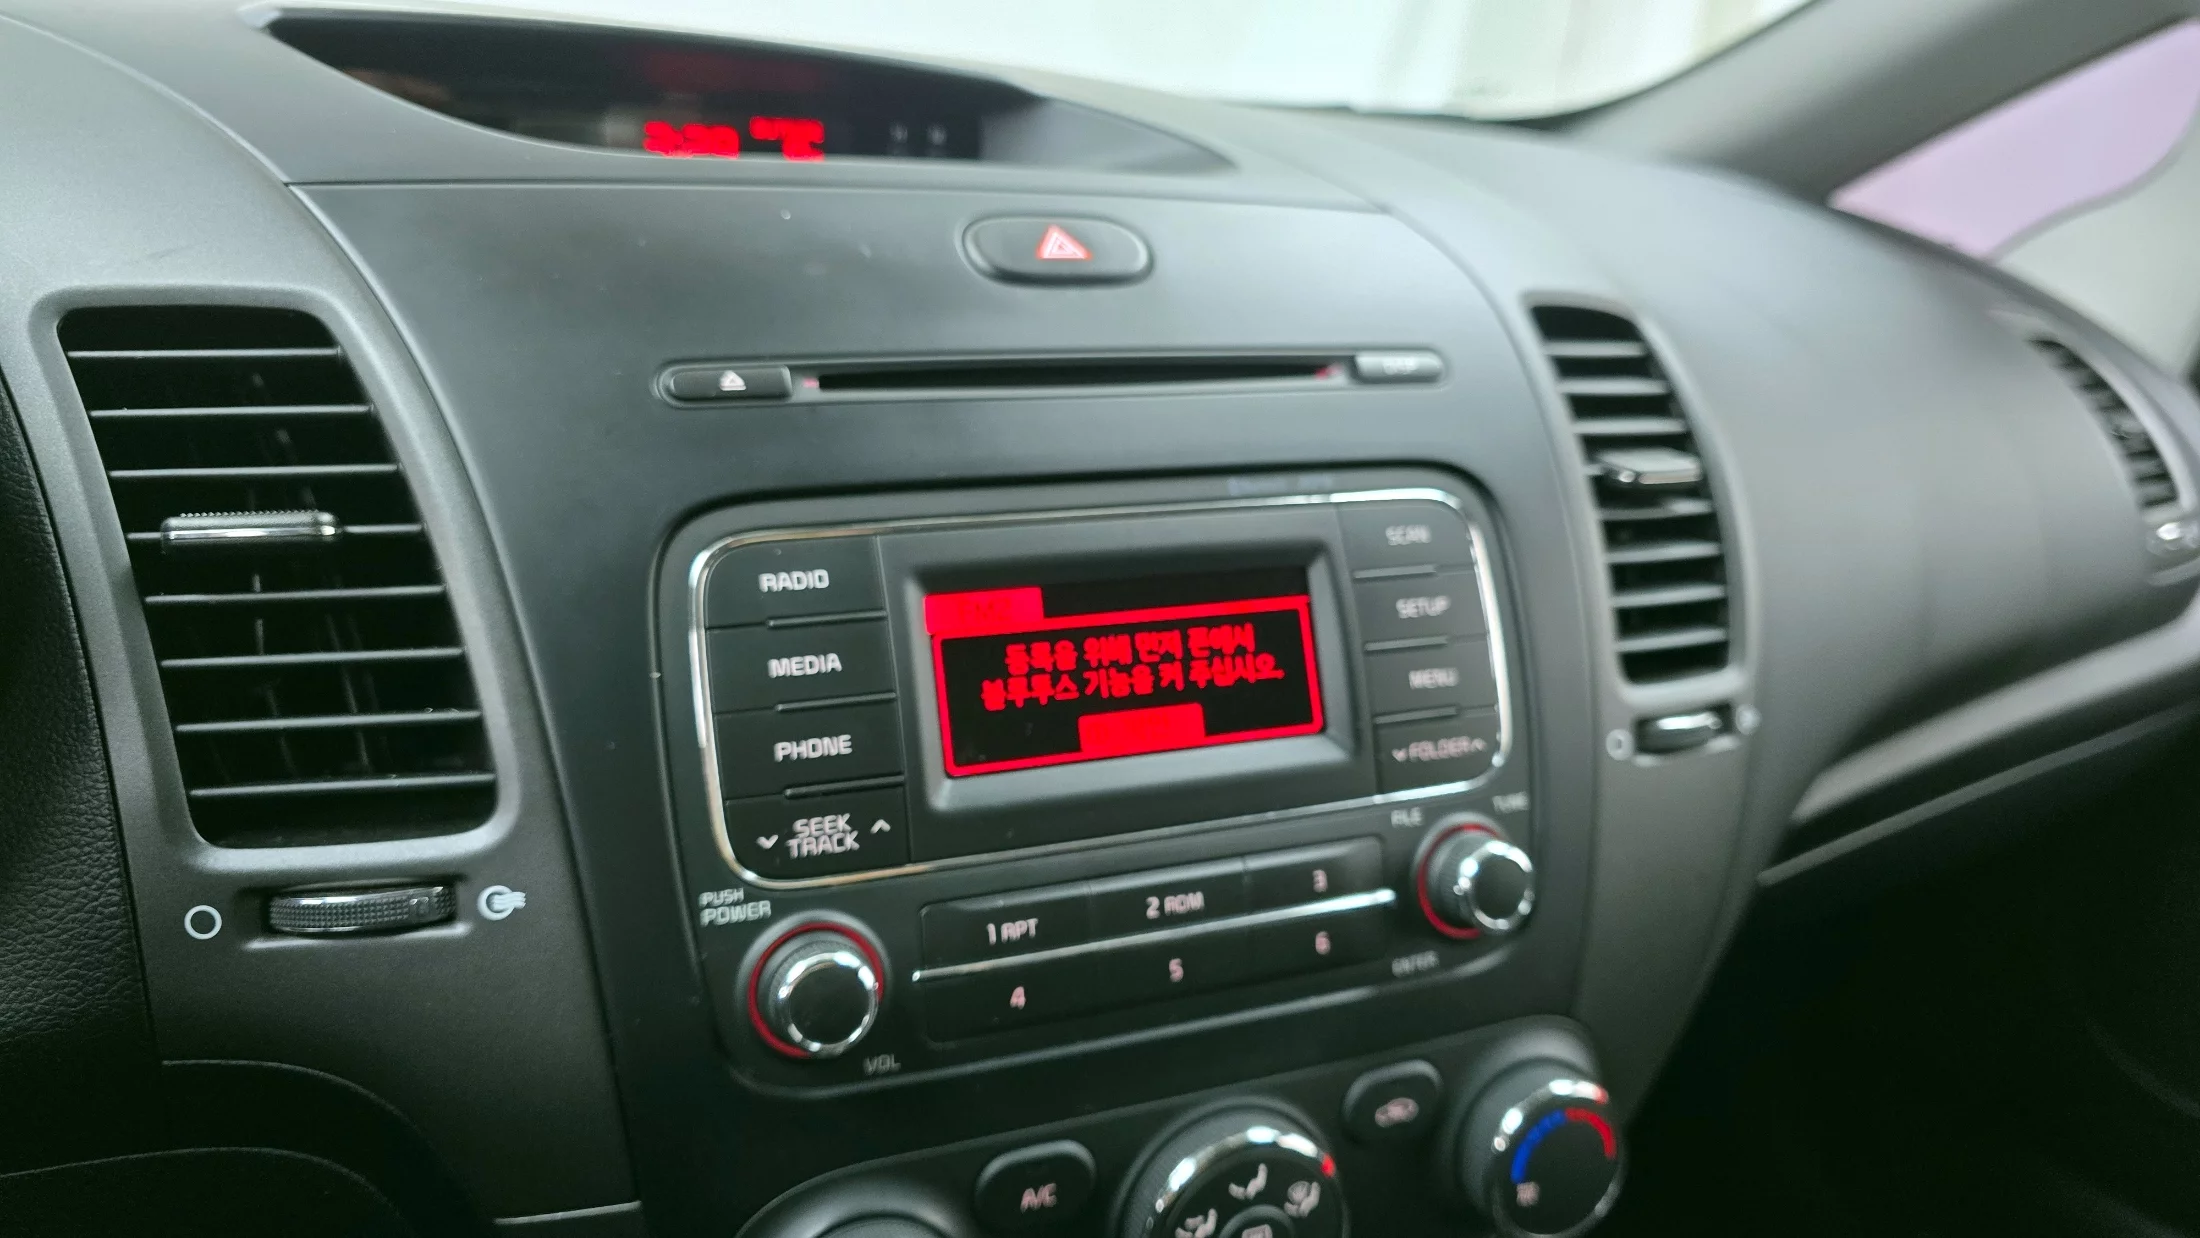 RADIO
MEDIA
PHONE
SEEK
TRACK
SCAN
SETUP
MENU
FOLDER
등록을 위해 먼저 폰에서
블루투스 기능을 켜 주십시오.
PUSH
POWER
VOL
1 RPT
2 RDM
3
4
5
6
FILE
TUNE
ENTER
A/C